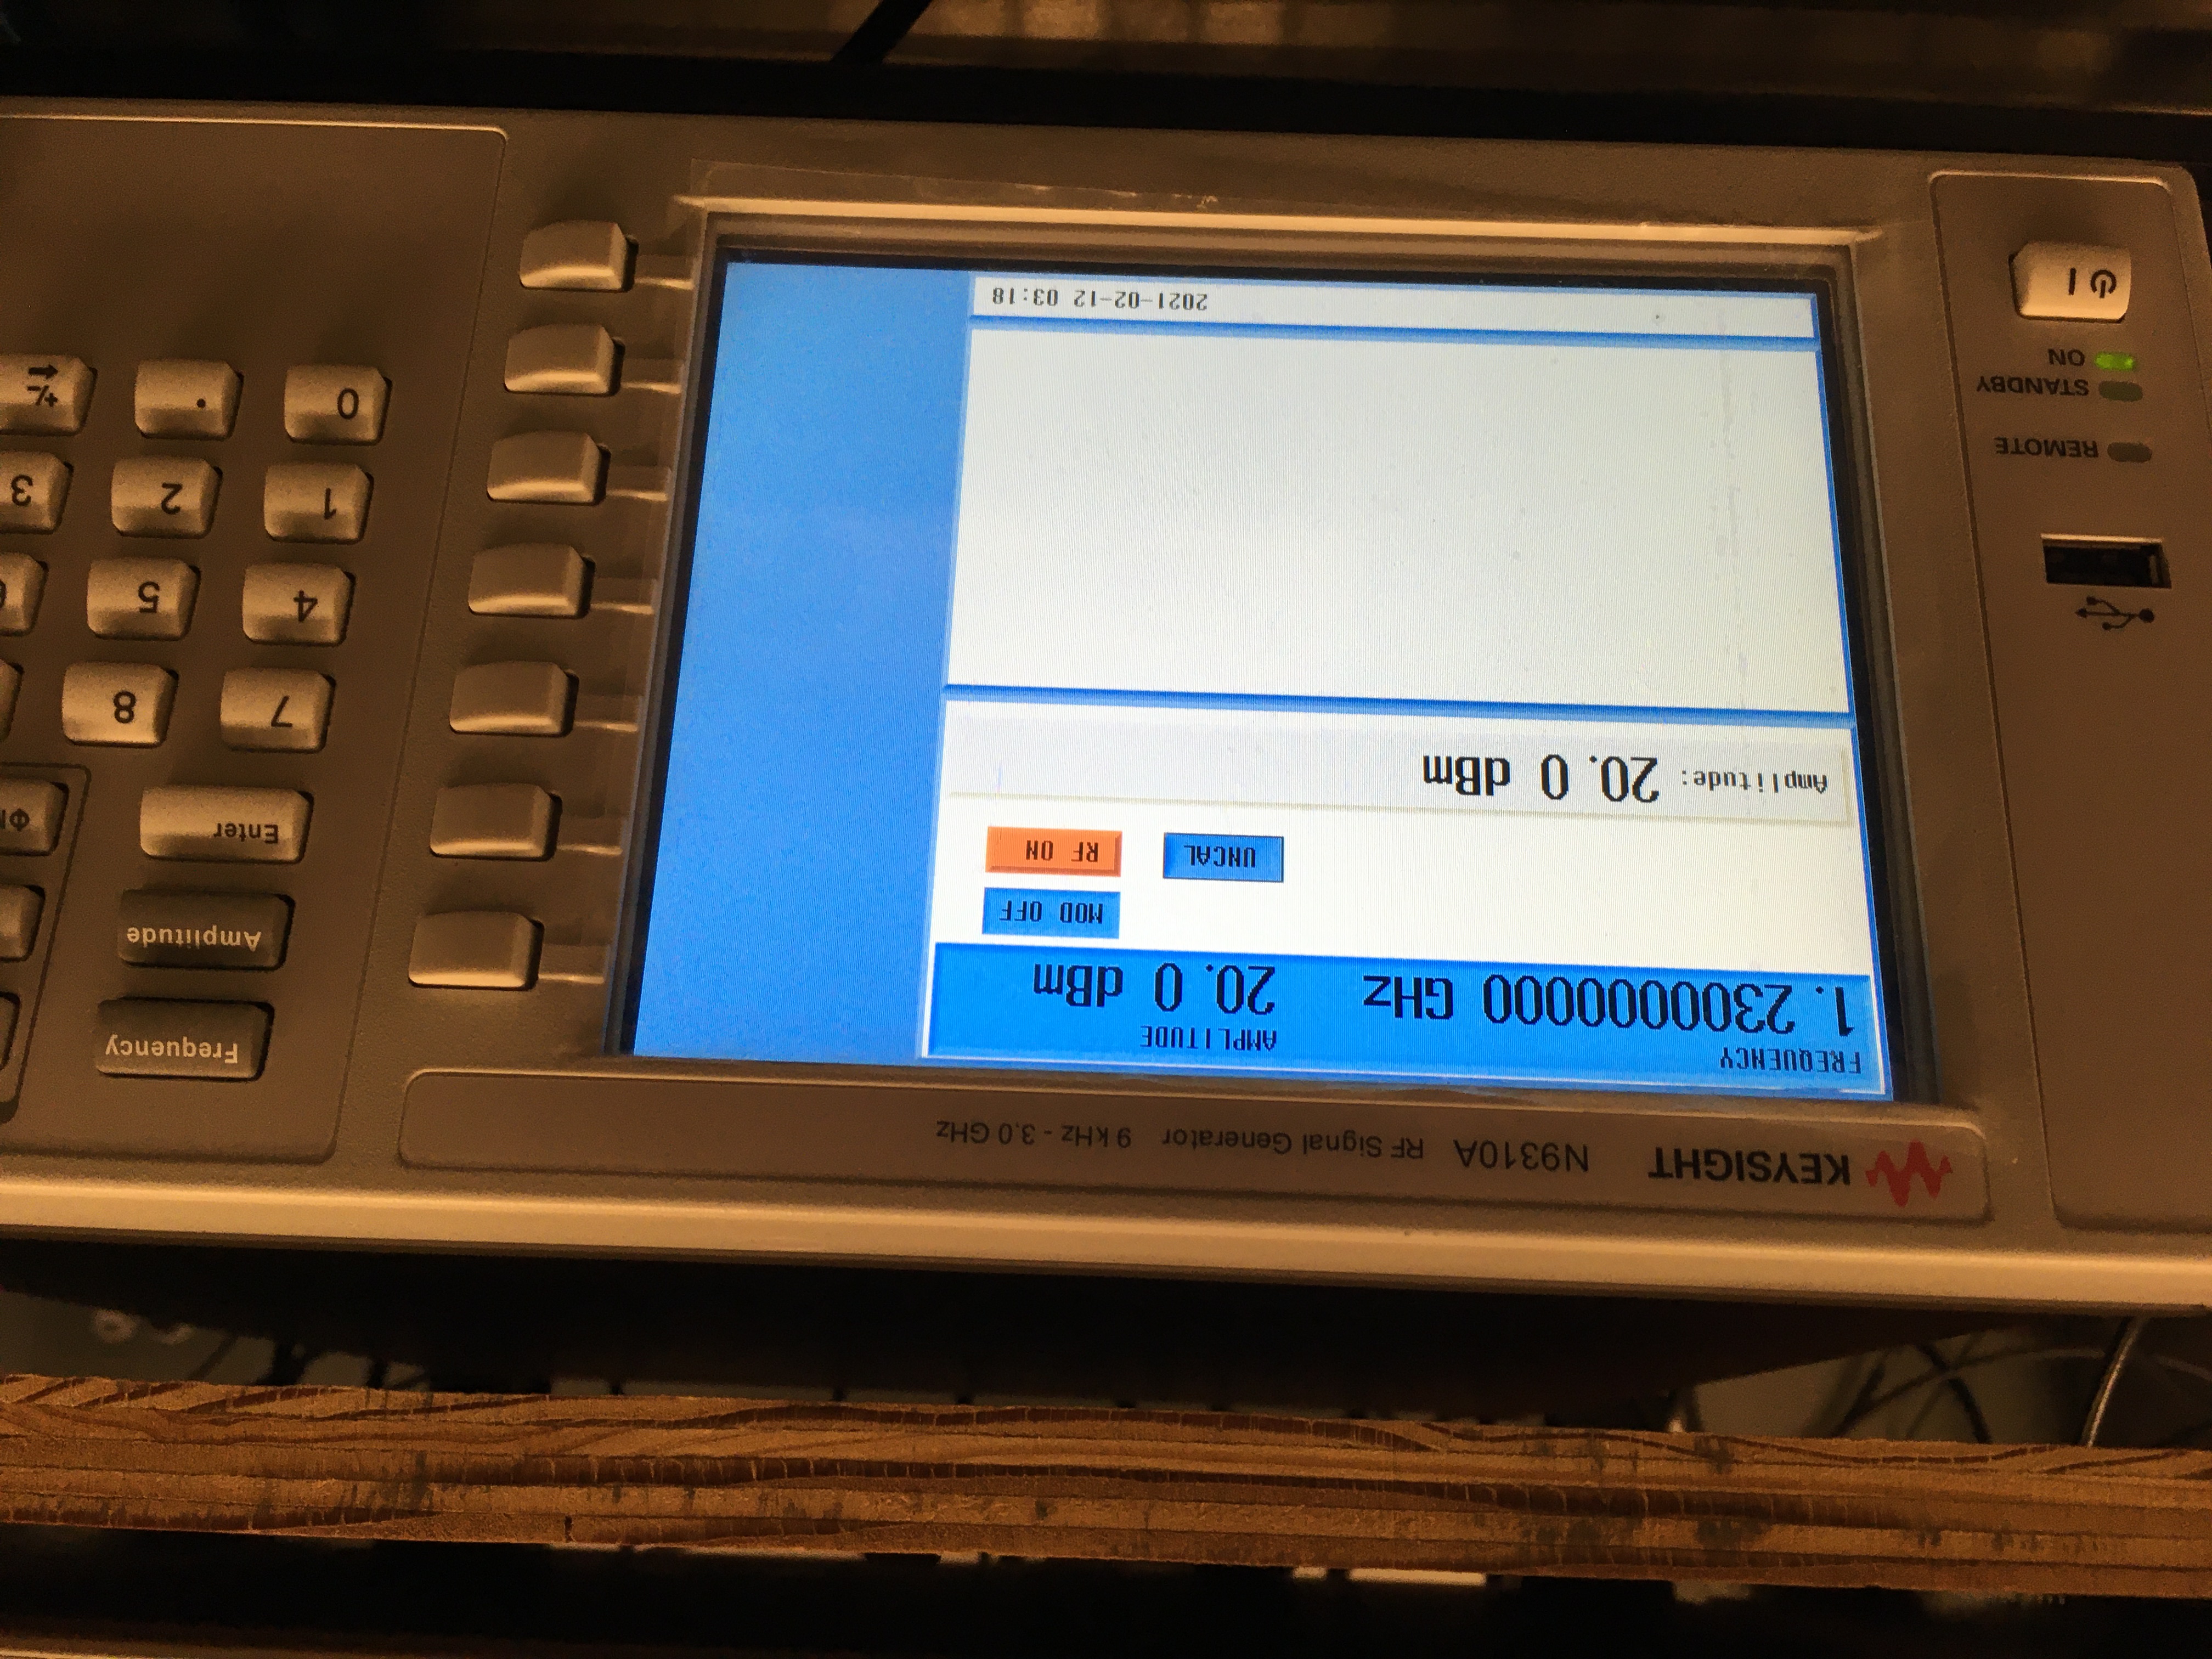 KEYSIGHT N9310A RF Signal Generator 9 kHz - 3.0 GHz
FREQUENCY AMPLITUDE
1.2300000000 GHz 20.0 dBm
MOD OFF
UNCAL RF ON
Amplitude: 20.0 dBm
2021-02-12 03:18
REMOTE
STANDBY
ON
Frequency
Amplitude
Enter
7 8
4 5
1 2 3
0 . +/-